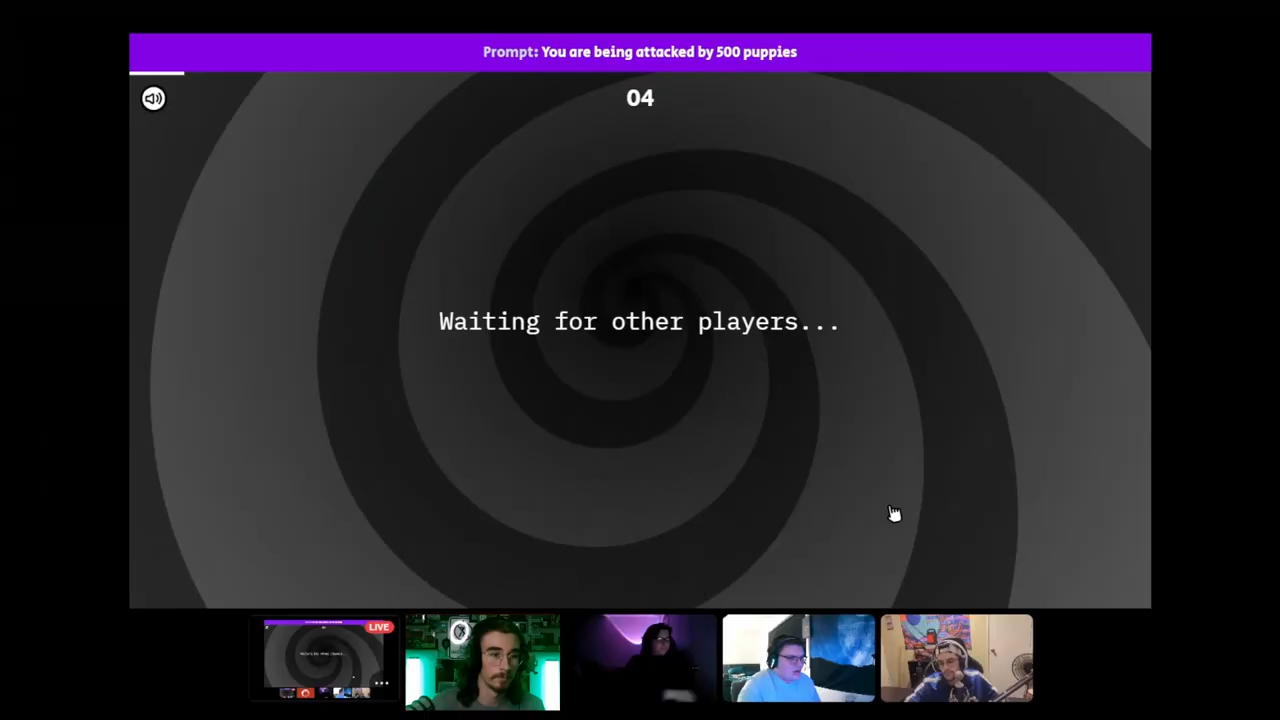 Prompt: You are being attacked by 500 puppies
04
Waiting for other players...
LIVE